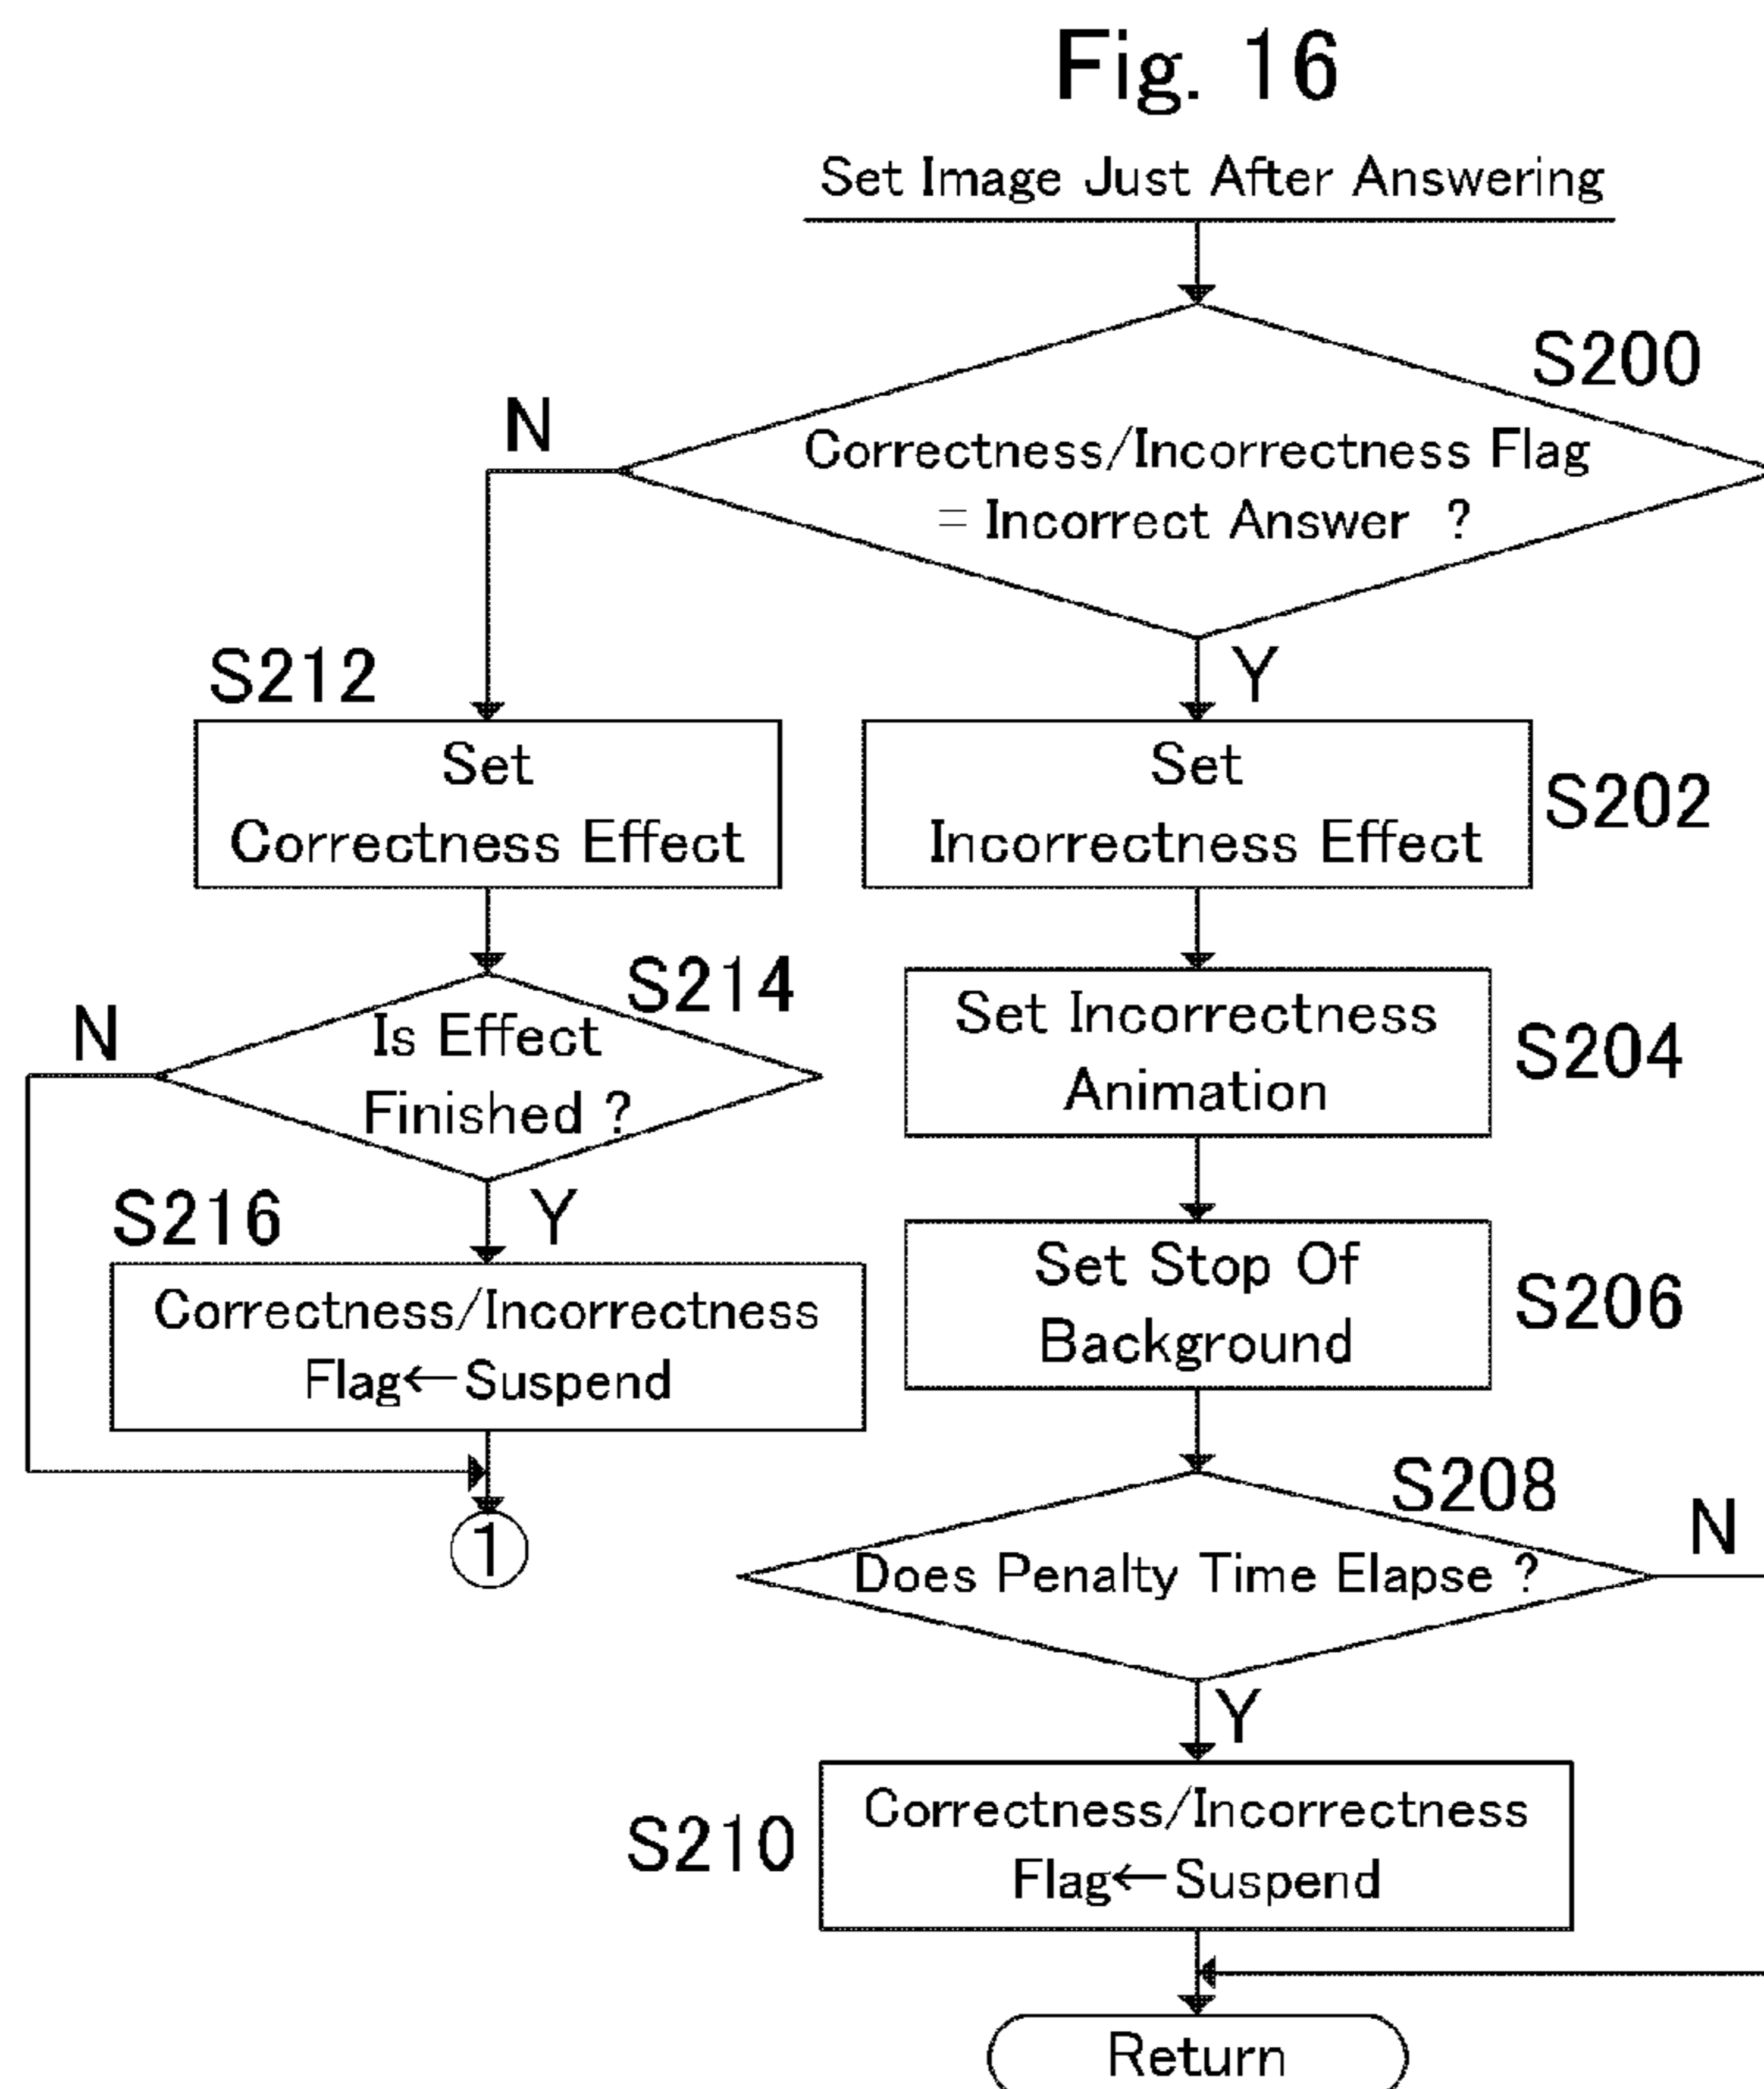 Fig. 16
Set Image Just After Answering
S200
N
Correctness/Incorrectness Flag
= Incorrect Answer ?
Y
S212
Set
Correctness Effect
Set
Incorrectness Effect
S202
S214
N
Is Effect
Finished ?
Set Incorrectness
Animation
S204
S216
Y
Correctness/Incorrectness
Flag←Suspend
Set Stop Of
Background
S206
1
S208
Does Penalty Time Elapse ?
N
Y
S210
Correctness/Incorrectness
Flag←Suspend
Return